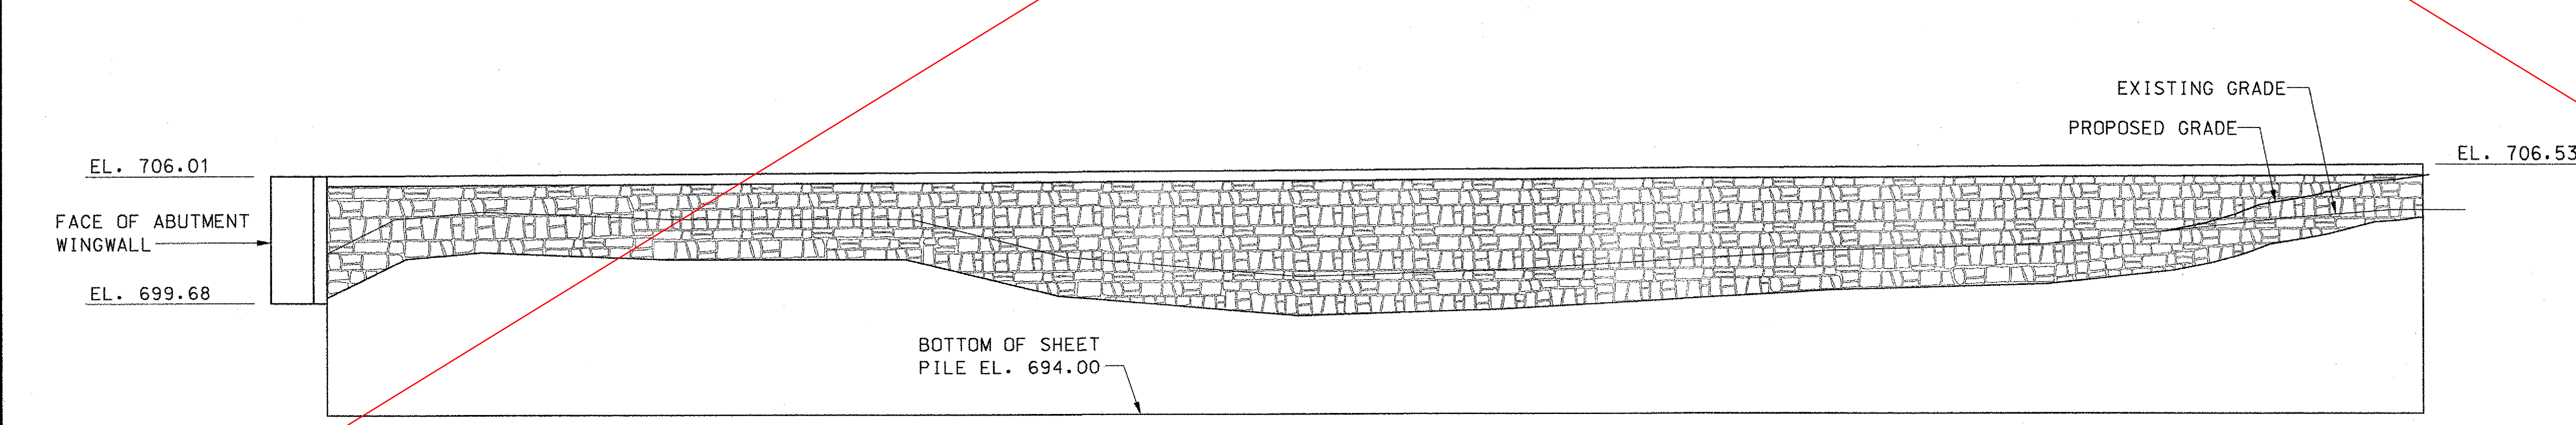 EXISTING GRADE
PROPOSED GRADE
EL. 706.53
EL. 706.01
FACE OF ABUTMENT
WINGWALL
EL. 699.68
BOTTOM OF SHEET
PILE EL. 694.00